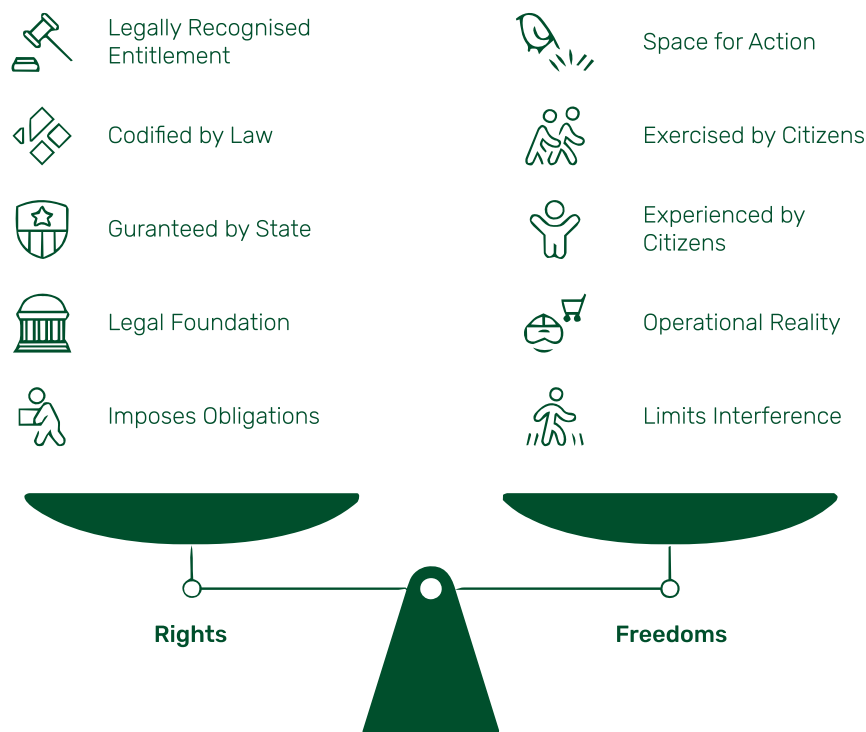 Legally Recognised
Entitlement
Codified by Law
Guranteed by State
Legal Foundation
Imposes Obligations
Space for Action
Exercised by Citizens
Experienced by
Citizens
Operational Reality
Limits Interference
Rights
Freedoms